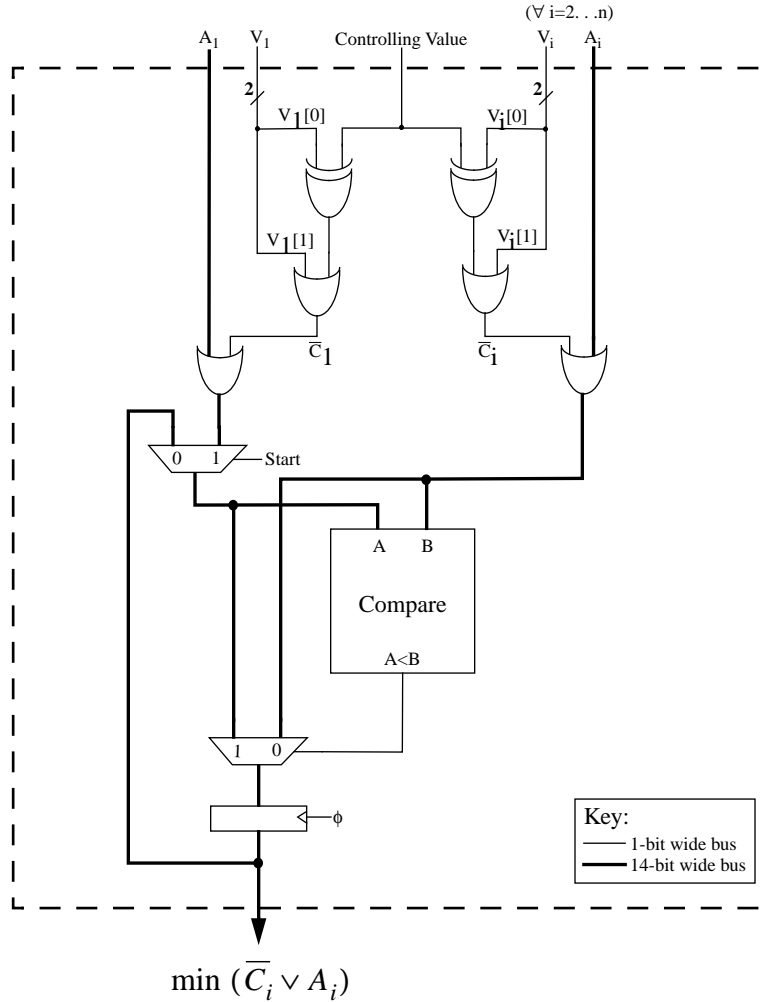 (∀ i=2. . .n)
A1 V1 Controlling Value Vi Ai
2 2
V1[0] Vi[0]
V1[1] Vi[1]
C̅1 C̅i
0 1 Start
A B
Compare
A<B
1 0
ϕ
Key:
1-bit wide bus
14-bit wide bus
min (C̅i ∨ Ai)